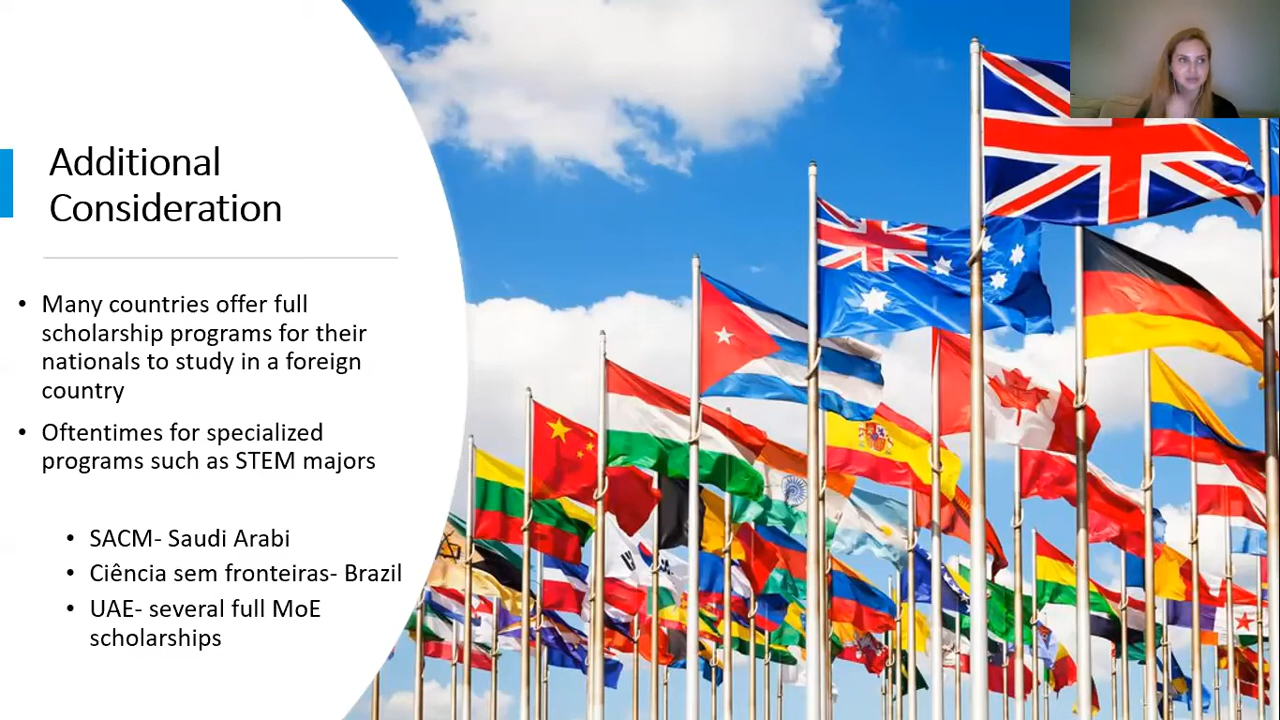 Additional
Consideration
• Many countries offer full
scholarship programs for their
nationals to study in a foreign
country
• Oftentimes for specialized
programs such as STEM majors
• SACM- Saudi Arabi
• Ciência sem fronteiras- Brazil
• UAE- several full MoE
scholarships